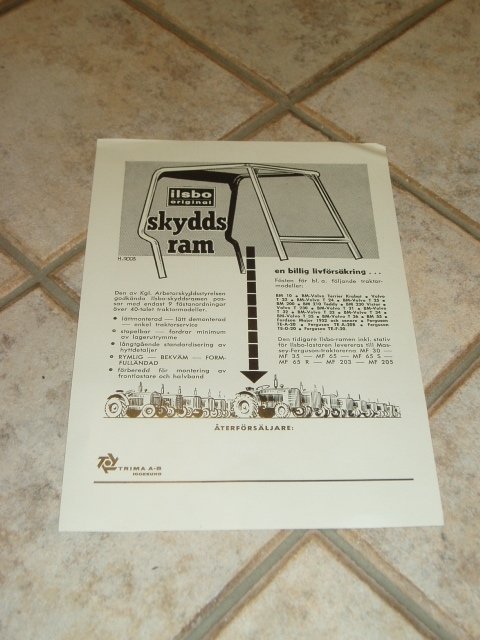 ilsbo
original
skydds
ram
en billig livförsäkring . . .
Fästen för bl. a. följande traktor-
modeller:
Den av Kgl. Arbetarskyddsstyrelsen
godkända Ilsbo-skyddsramen pas-
sar med endast 9 fästanordningar
över 40-talet traktormodeller.
● lättmonterad — lätt demonterad
— enkel traktorservice
● stapelbar — fordrar minimum
av lagerutrymme
● långtgående standardisering av
hyttdetaljer
● RYMLIG — BEKVÄM — FORM-
FULLÄNDAD
● förberedd för montering av
frontlastare och halvband
Den tidigare Ilsbo-ramen inkl. stativ
för Ilsbo-lastaren levereras till Mas-
sey-Ferguson-traktorerna MF 30 —
MF 35 — MF 65 — MF 65 S —
MF 65 R — MF 203 — MF 205
ÅTERFÖRSÄLJARE:
TRIMA A-B